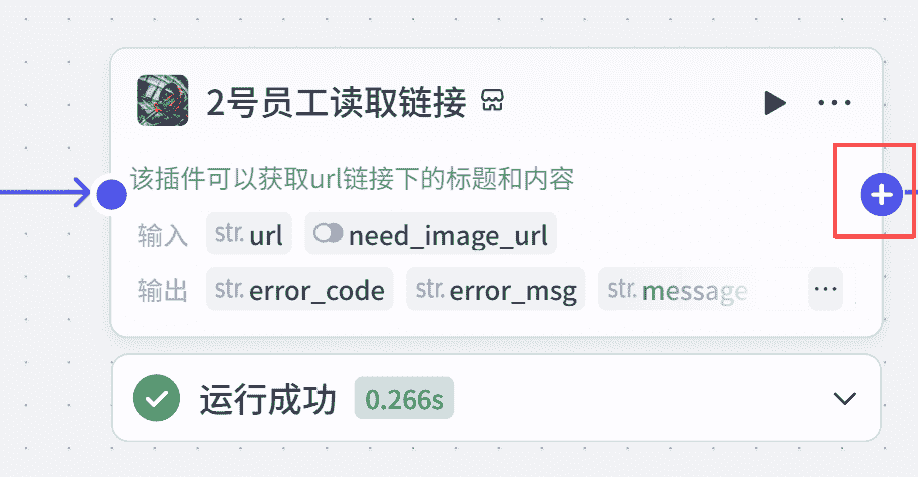 2号员工读取链接
该插件可以获取url链接下的标题和内容
输入 str. url need_image_url
输出 str. error_code str. error_msg str. message ...
运行成功 0.266s